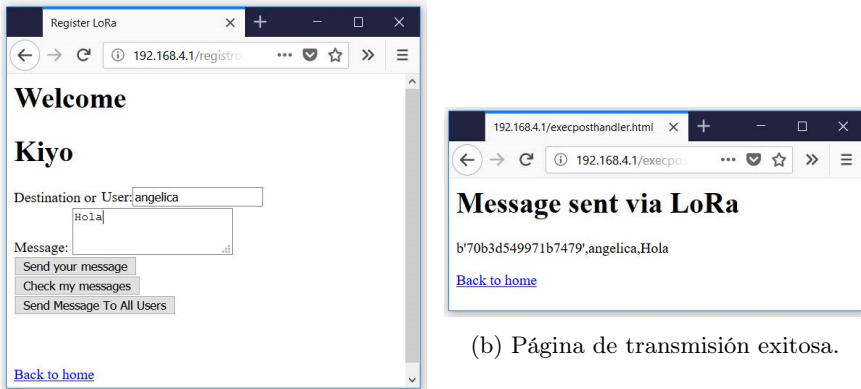 Register LoRa
192.168.4.1/registro
Welcome
Kiyo
Destination or User: angelica
Hola
Message:
Send your message
Check my messages
Send Message To All Users
Back to home
192.168.4.1/execposthandler.html
192.168.4.1/execpos
Message sent via LoRa
b'70b3d549971b7479',angelica,Hola
Back to home
(b) Página de transmisión exitosa.